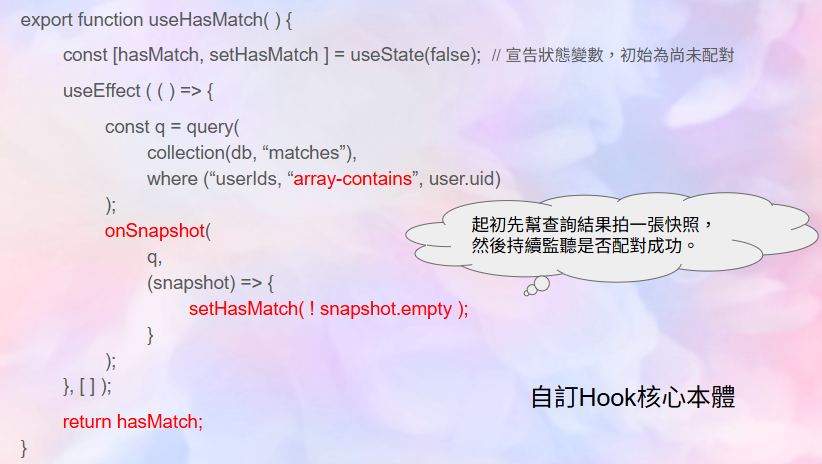 export function useHasMatch( ) {
const [hasMatch, setHasMatch ] = useState(false);  // 宣告狀態變數，初始為尚未配對
useEffect ( ( ) => {
const q = query(
collection(db, “matches”),
where (“userIds, “array-contains”, user.uid)
);
onSnapshot(
起初先幫查詢結果拍一張快照，
然後持續監聽是否配對成功。
q,
(snapshot) => {
setHasMatch( ! snapshot.empty );
}
);
}, [ ] );
自訂Hook核心本體
return hasMatch;
}